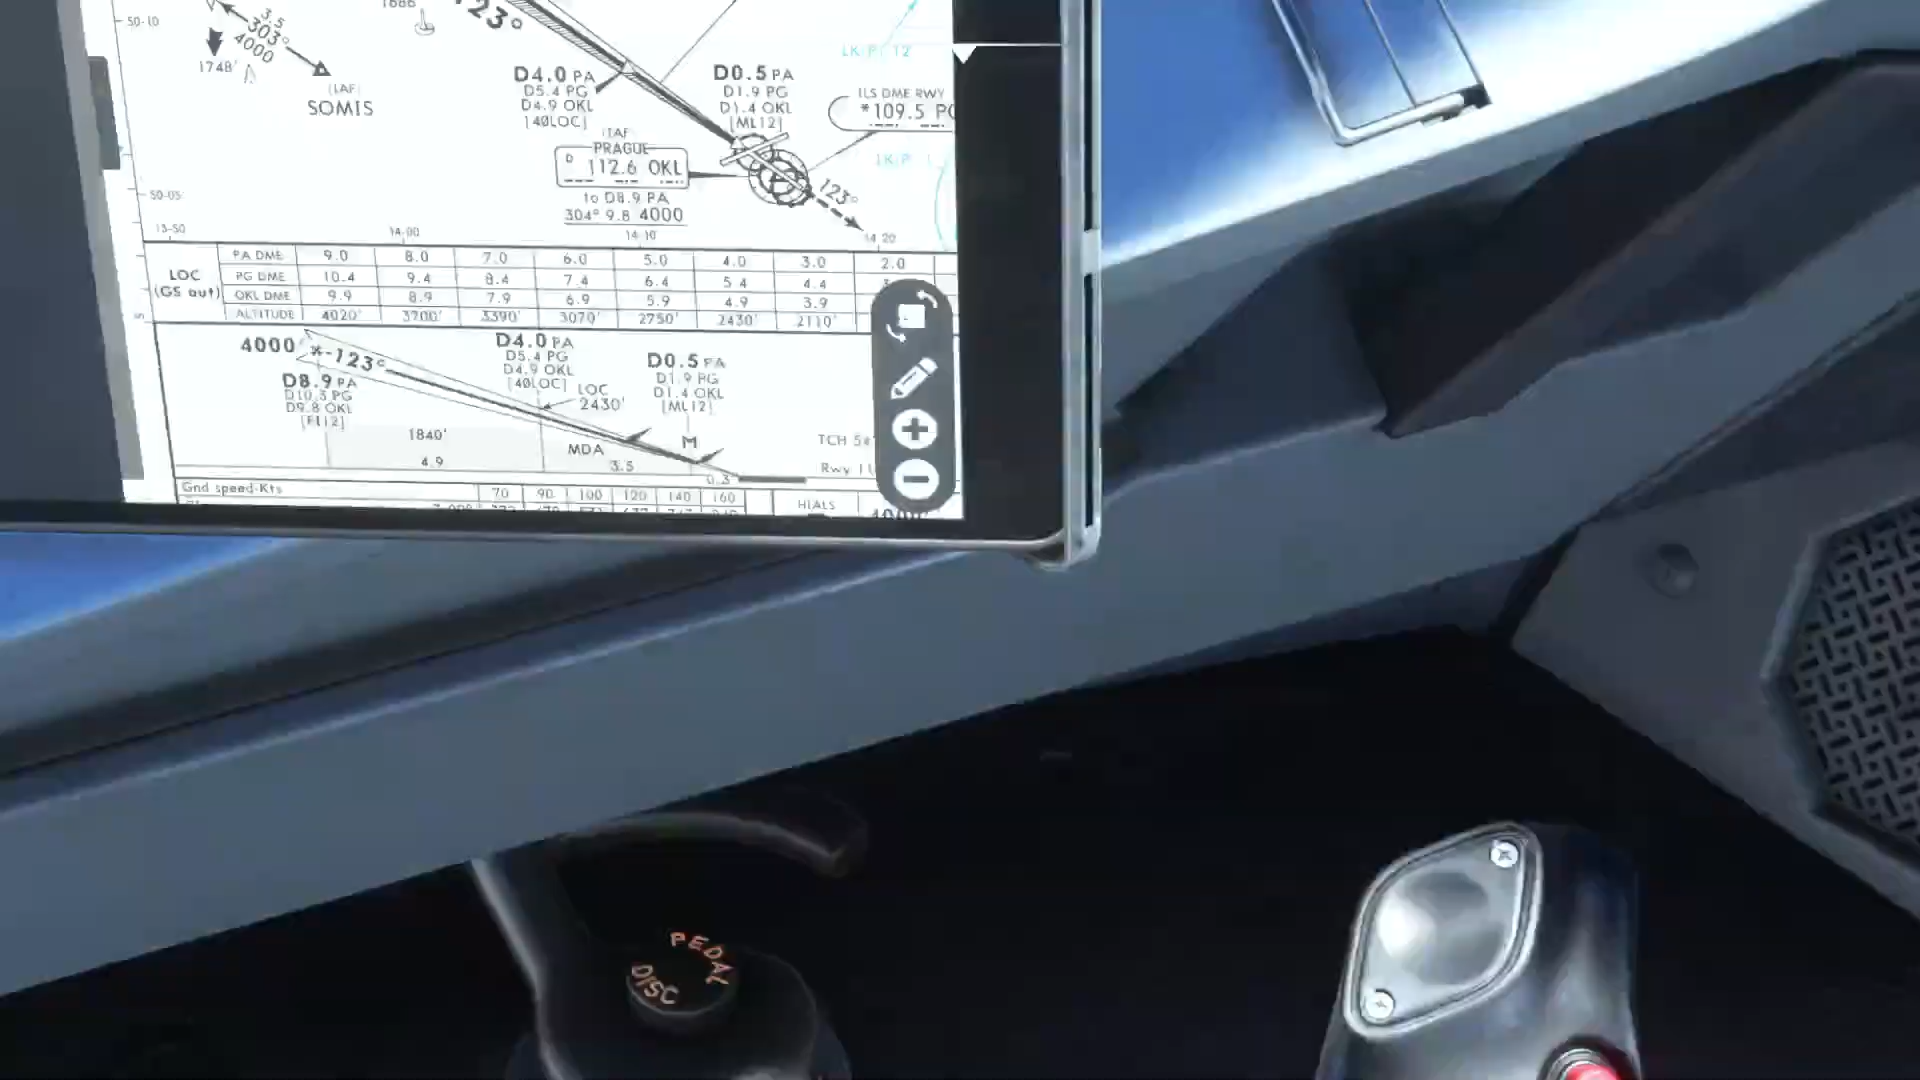 50-10
3.5
303°
4000
1748'
(IAF)
SOMIS
1686
123°
D4.0 PA
D5.4 PG
D4.9 OKL
[40LOC]
D0.5 PA
D1.9 PG
D1.4 OKL
[ML12]
ILS DME RWY
*109.5
(IAF)
PRAGUE
D 112.6 OKL
to D8.9 PA
304° 9.8 4000
123°
50-05
13-50
14-00
14-10
14-20
LOC
(GS out)
PA DME 9.0 8.0 7.0 6.0 5.0 4.0 3.0 2.0
PG DME 10.4 9.4 8.4 7.4 6.4 5.4 4.4
OKL DME 9.9 8.9 7.9 6.9 5.9 4.9 3.9
ALTITUDE 4020' 3700' 3390' 3070' 2750' 2430' 2110'
4000
123°
D8.9 PA
D10.3 PG
D9.8 OKL
[FI12]
D4.0 PA
D5.4 PG
D4.9 OKL
[40LOC]
LOC
2430'
D0.5 PA
D1.9 PG
D1.4 OKL
[ML12]
M
1840'
4.9
MDA
3.5
0.3
TCH
Rwy
Gnd speed-Kts 70 90 100 120 140 160
HIALS
PEDAL
DISC